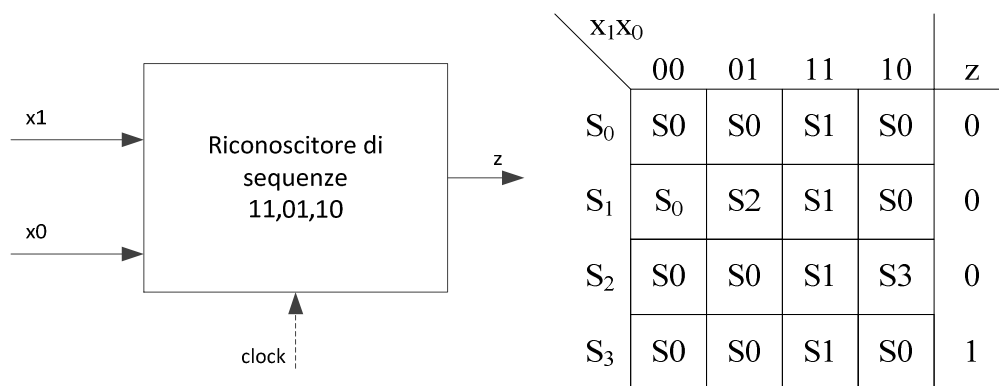 x1
x0
Riconoscitore di
sequenze
11,01,10
z
clock
x₁x₀
00 01 11 10 z
S₀ S0 S0 S1 S0 0
S₁ S₀ S2 S1 S0 0
S₂ S0 S0 S1 S3 0
S₃ S0 S0 S1 S0 1